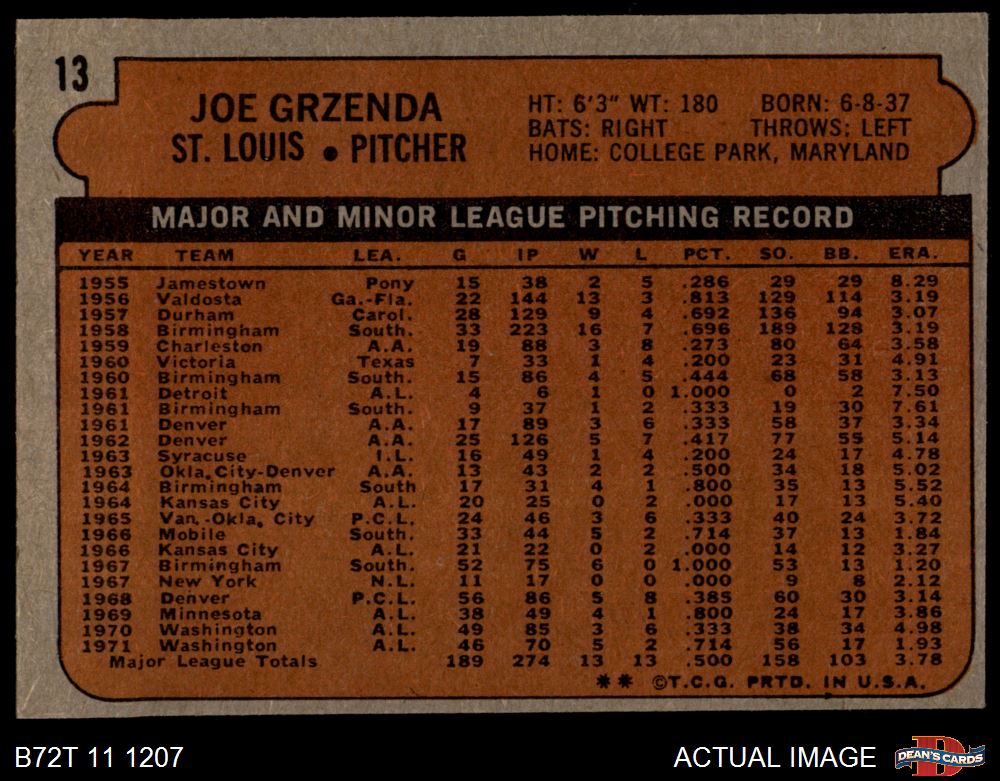 13
JOE GRZENDA
ST. LOUIS • PITCHER
HT: 6'3" WT: 180 BORN: 6-8-37
BATS: RIGHT THROWS: LEFT
HOME: COLLEGE PARK, MARYLAND
MAJOR AND MINOR LEAGUE PITCHING RECORD
YEAR TEAM LEA. G IP W L PCT. SO. BB. ERA.
1955 Jamestown Pony 15 38 2 5 .286 29 29 8.29
1956 Valdosta Ga.-Fla. 22 144 13 3 .813 129 114 3.19
1957 Durham Carol. 28 129 9 4 .692 136 94 3.07
1958 Birmingham South. 33 223 16 7 .696 189 128 3.19
1959 Charleston A.A. 19 88 3 8 .273 80 64 3.58
1960 Victoria Texas 7 33 1 4 .200 23 31 4.91
1960 Birmingham South. 15 86 4 5 .444 68 58 3.13
1961 Detroit A.L. 4 6 1 0 1.000 0 2 7.50
1961 Birmingham South. 9 37 1 2 .333 19 30 7.61
1961 Denver A.A. 17 89 3 6 .333 58 37 3.34
1962 Denver A.A. 25 126 5 7 .417 77 55 5.14
1963 Syracuse I.L. 16 49 1 4 .200 24 17 4.78
1963 Okla. City-Denver A.A. 13 43 2 2 .500 34 18 5.02
1964 Birmingham South 17 31 4 1 .800 35 13 5.52
1964 Kansas City A.L. 20 25 0 2 .000 17 13 5.40
1965 Van.-Okla. City P.C.L. 24 46 3 6 .333 40 24 3.72
1966 Mobile South. 33 44 5 2 .714 37 13 1.84
1966 Kansas City A.L. 21 22 0 2 .000 14 12 3.27
1967 Birmingham South. 52 75 6 0 1.000 53 13 1.20
1967 New York N.L. 11 17 0 0 .000 9 8 2.12
1968 Denver P.C.L. 56 86 5 8 .385 60 30 3.14
1969 Minnesota A.L. 38 49 4 1 .800 24 17 3.86
1970 Washington A.L. 49 85 3 6 .333 38 34 4.98
1971 Washington A.L. 46 70 5 2 .714 56 17 1.93
Major League Totals 189 274 13 13 .500 158 103 3.78
** ©T.C.G. PRTD. IN U.S.A.
B72T 11 1207
ACTUAL IMAGE
D
DEAN'S CARDS